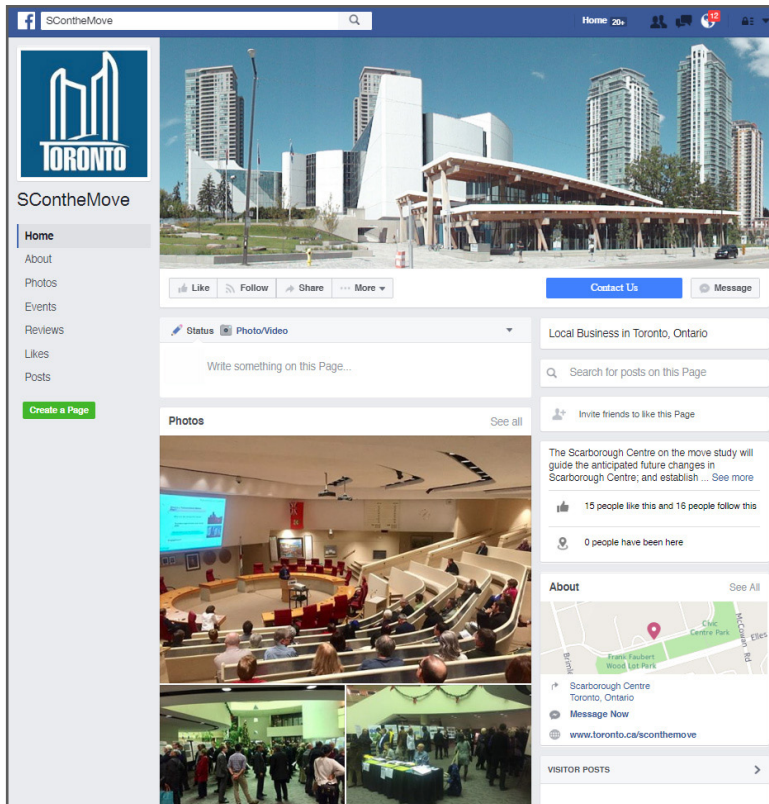 SContheMove
Home 20+
12
TORONTO
SContheMove
Home
About
Photos
Events
Reviews
Likes
Posts
Create a Page
Like Follow Share More
Contact Us
Message
Status Photo/Video
Write something on this Page...
Photos See all
Local Business in Toronto, Ontario
Search for posts on this Page
Invite friends to like this Page
The Scarborough Centre on the move study will
guide the anticipated future changes in
Scarborough Centre; and establish ... See more
15 people like this and 16 people follow this
0 people have been here
About See All
Civic
Centre Park
McCowan Rd
Elles
Frank Faubert
Wood Lot Park
Briml
Scarborough Centre
Toronto, Ontario
Message Now
www.toronto.ca/sconthemove
VISITOR POSTS